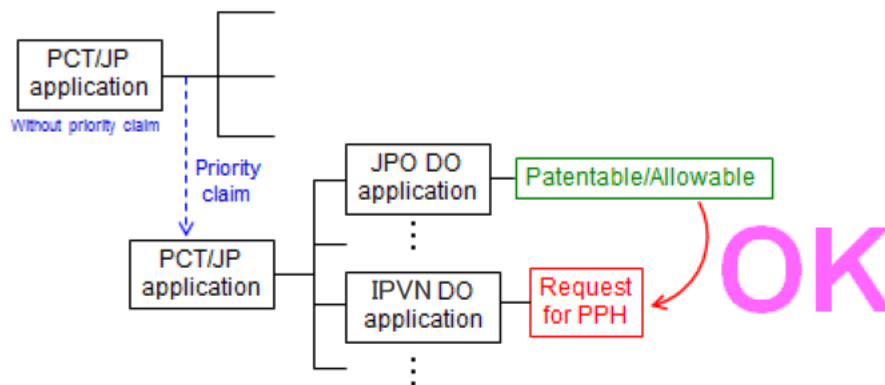 PCT/JP
application
Without priority claim
Priority
claim
JPO DO
application
Patentable/Allowable
PCT/JP
application
IPVN DO
application
Request
for PPH
OK